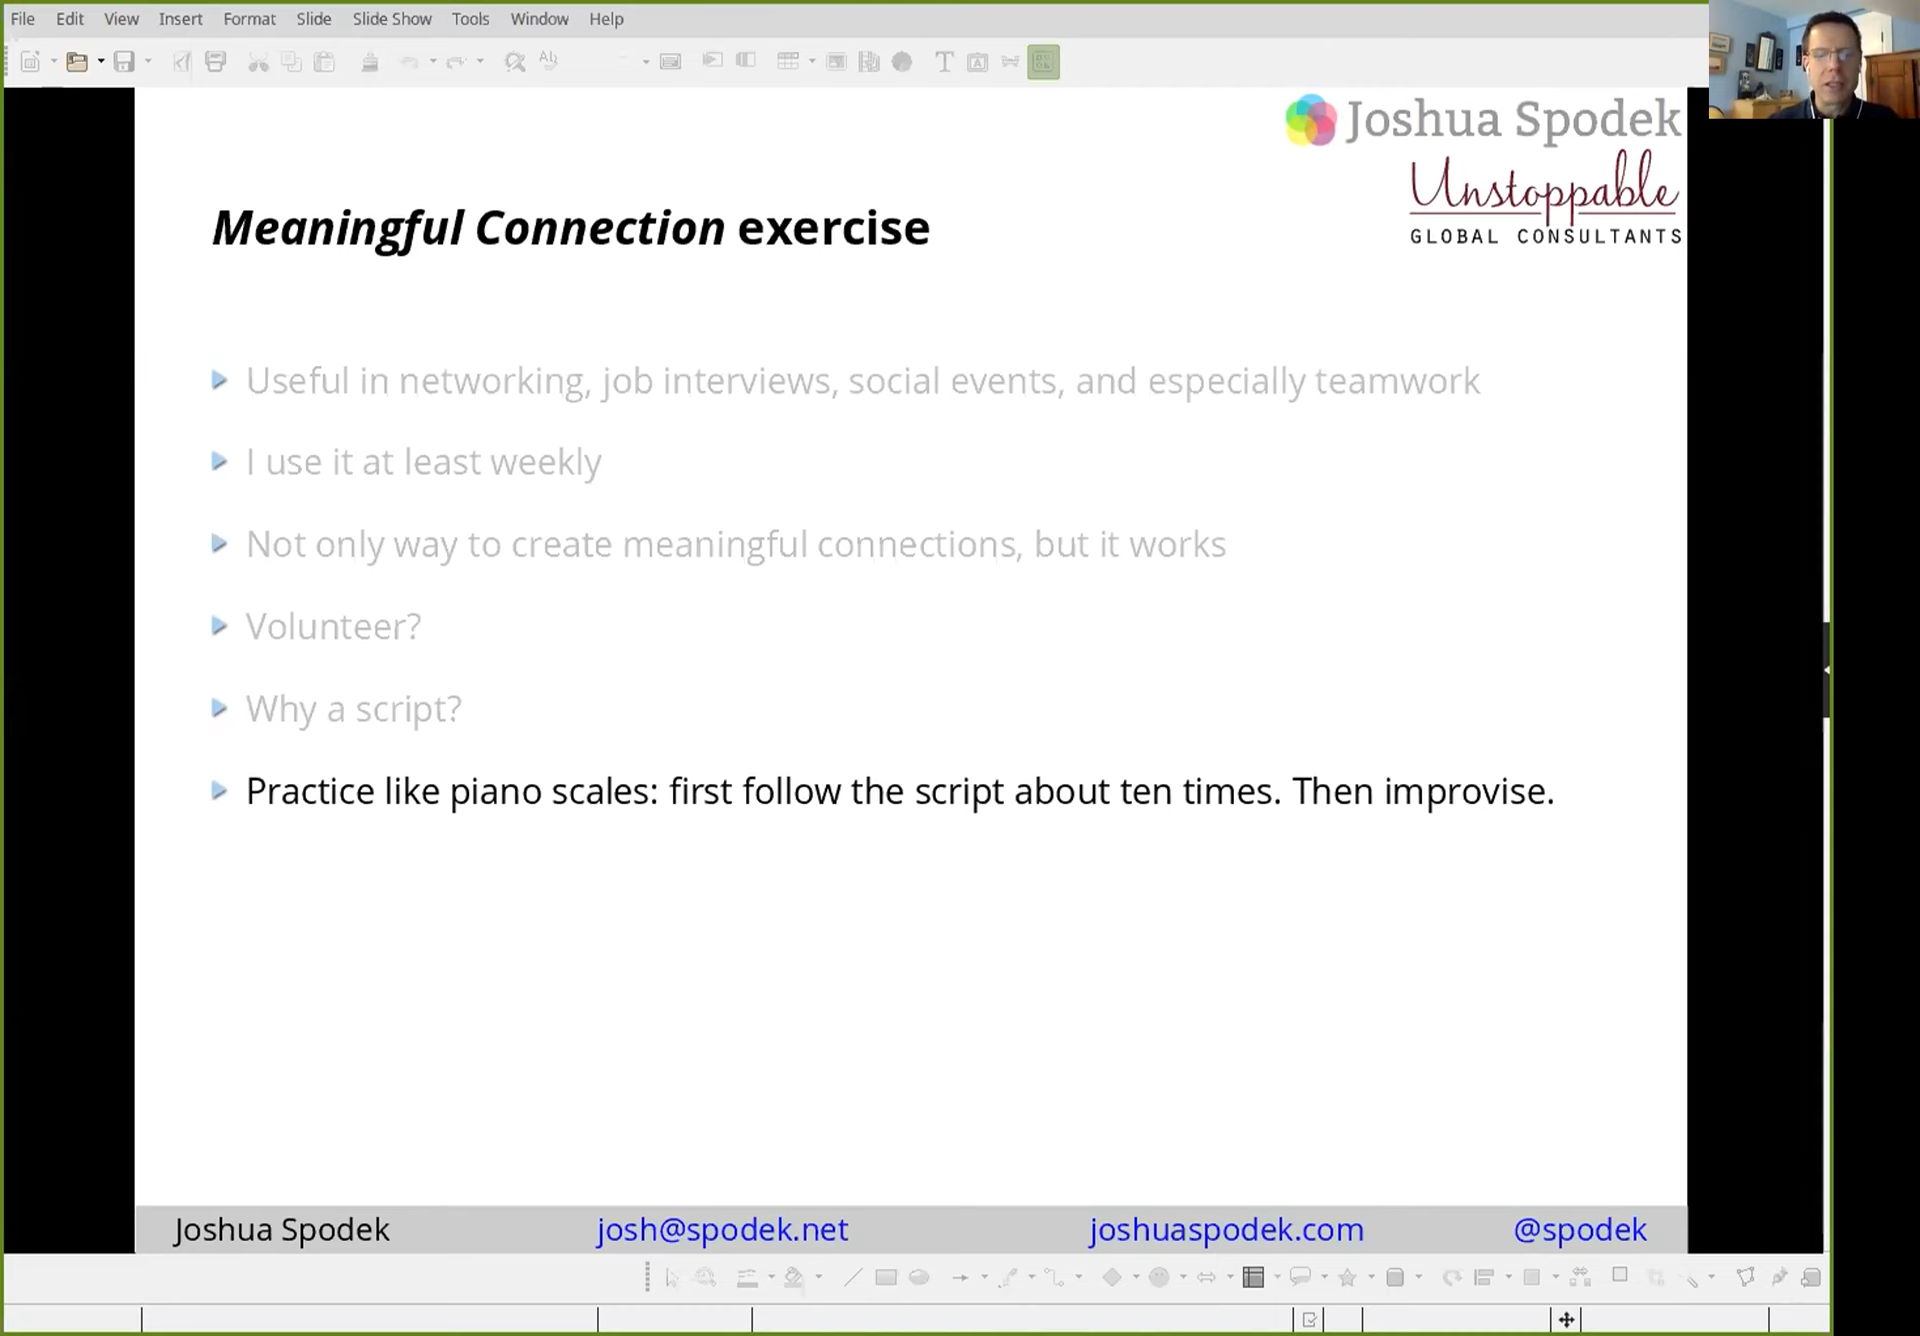 File Edit View Insert Format Slide Slide Show Tools Window Help
Joshua Spodek
Unstoppable
GLOBAL CONSULTANTS
Meaningful Connection exercise
Useful in networking, job interviews, social events, and especially teamwork
I use it at least weekly
Not only way to create meaningful connections, but it works
Volunteer?
Why a script?
Practice like piano scales: first follow the script about ten times. Then improvise.
Joshua Spodek josh@spodek.net joshuaspodek.com @spodek